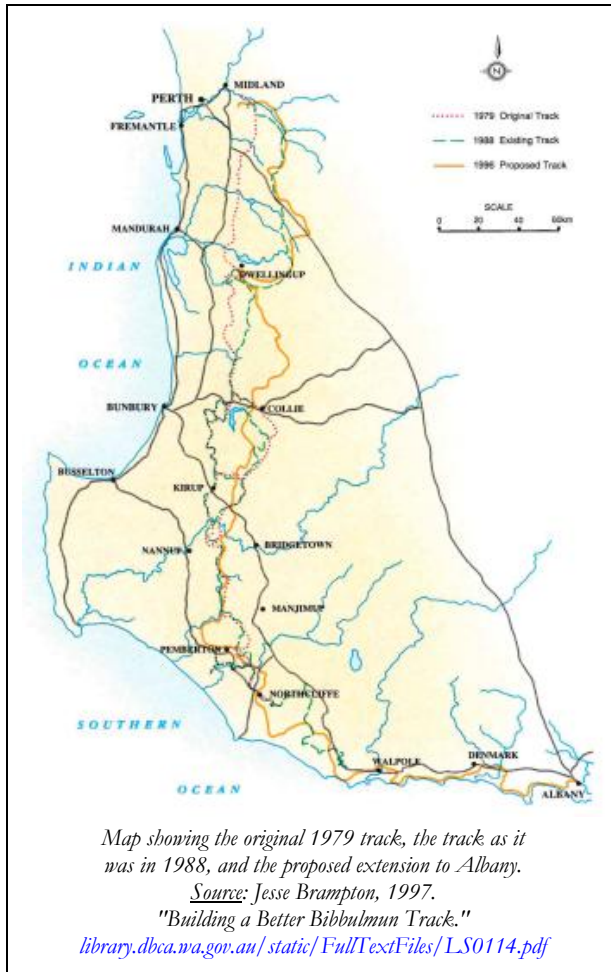 MIDLAND
PERTH
FREMANTLE
N
1979 Original Track
1988 Existing Track
1996 Proposed Track
SCALE
0 20 40 60km
MANDURAH
INDIAN
DWELLINGUP
OCEAN
BUNBURY
COLLIE
BUSSELTON
KIRUP
NANNUP
BRIDGETOWN
MANJIMUP
PEMBERTON
NORTHCLIFFE
SOUTHERN
WALPOLE
DENMARK
OCEAN
ALBANY
Map showing the original 1979 track, the track as it
was in 1988, and the proposed extension to Albany.
Source: Jesse Brampton, 1997.
"Building a Better Bibbulmun Track."
library.dbca.wa.gov.au/static/FullTextFiles/LS0114.pdf